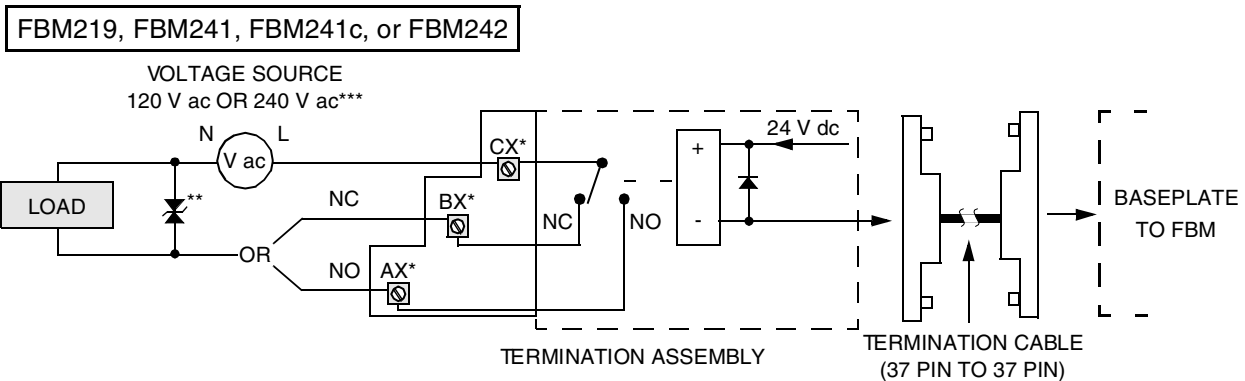 FBM219, FBM241, FBM241c, or FBM242
VOLTAGE SOURCE
120 V ac OR 240 V ac***
N
L
V ac
CX*
24 V dc
+
-
LOAD
**
NC
BX*
NC
NO
OR
NO
AX*
BASEPLATE
TO FBM
TERMINATION ASSEMBLY
TERMINATION CABLE
(37 PIN TO 37 PIN)